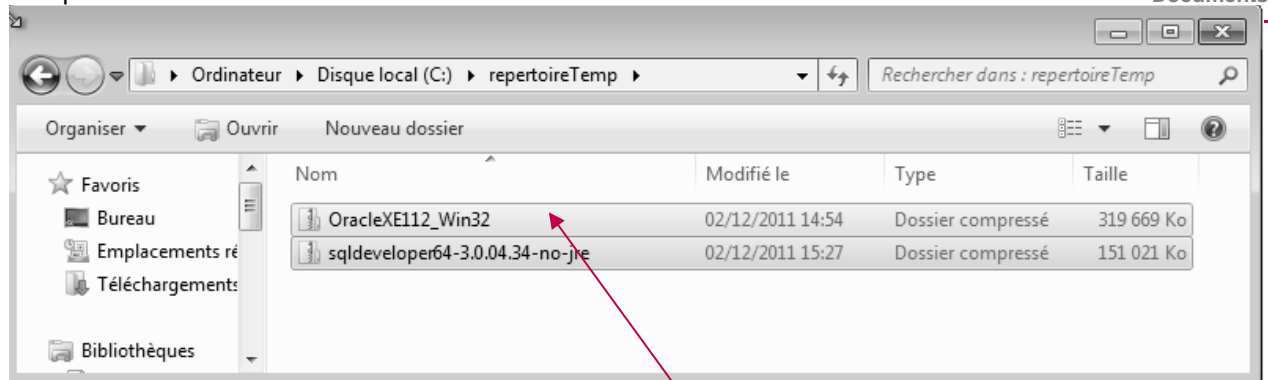 Documents
Ordinateur ▸ Disque local (C:) ▸ repertoireTemp ▸
Rechercher dans : repertoireTemp
Organiser ▾ Ouvrir Nouveau dossier
Favoris
Bureau
Emplacements ré
Téléchargements
Bibliothèques
Nom Modifié le Type Taille
OracleXE112_Win32 02/12/2011 14:54 Dossier compressé 319 669 Ko
sqldeveloper64-3.0.04.34-no-jre 02/12/2011 15:27 Dossier compressé 151 021 Ko